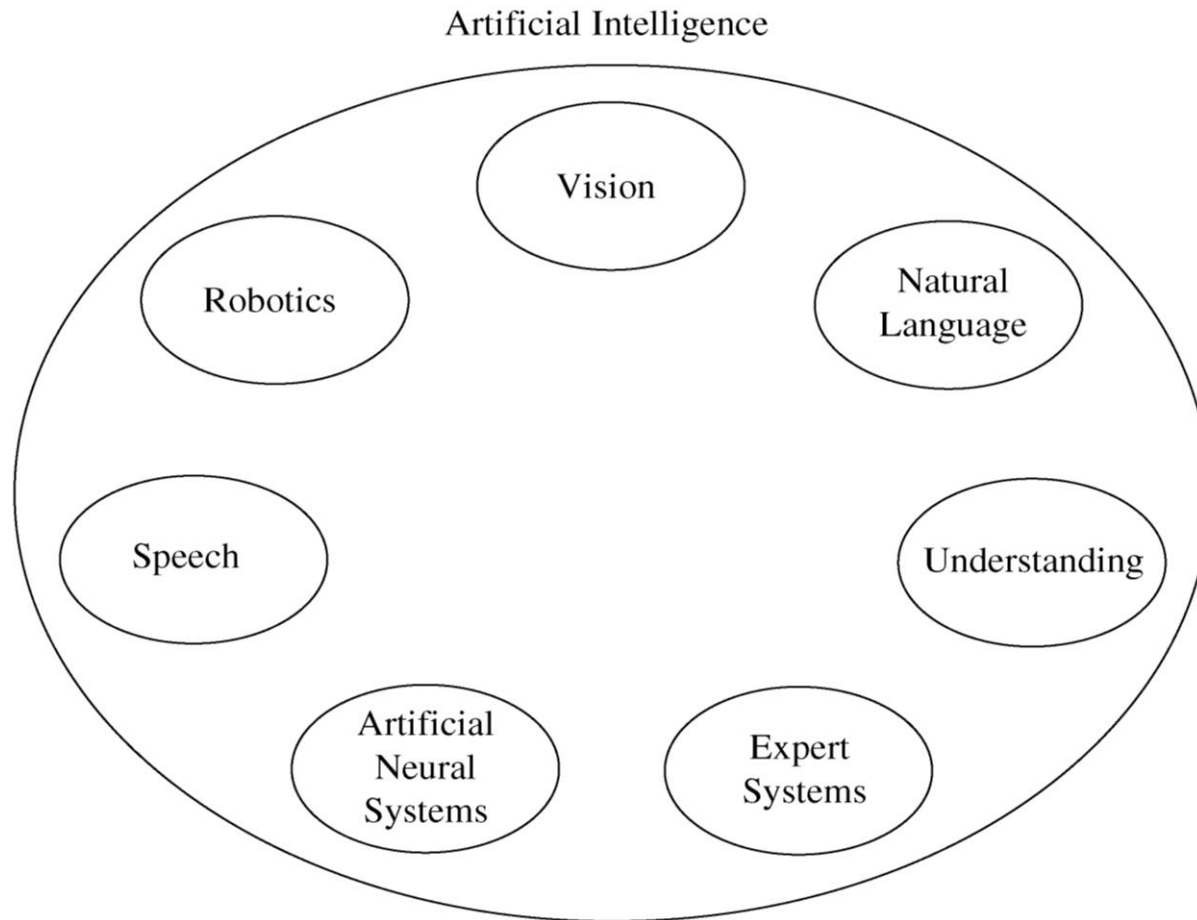 Artificial Intelligence
Vision
Robotics
Natural
Language
Speech
Understanding
Artificial
Neural
Systems
Expert
Systems